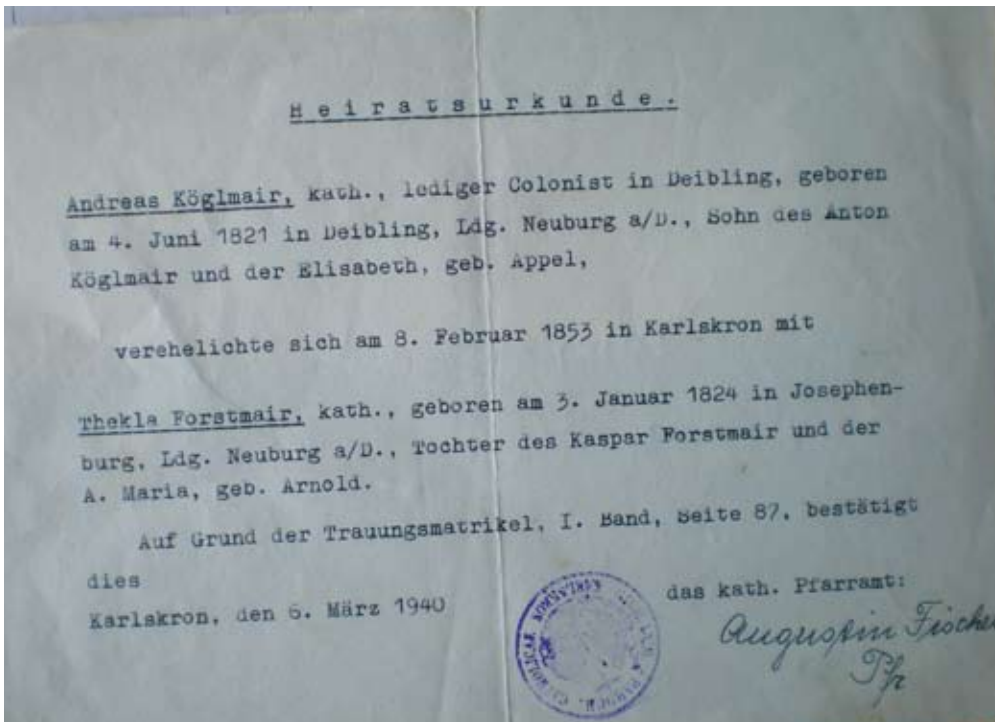 Heiratsurkunde.
Andreas Köglmair, kath., lediger Colonist in Deibling, geboren
am 4. Juni 1821 in Deibling, Ldg. Neuburg a/D., Sohn des Anton
Köglmair und der Elisabeth, geb. Appel,
verehelichte sich am 8. Februar 1853 in Karlskron mit
Thekla Forstmair, kath., geboren am 3. Januar 1824 in Josephen-
burg, Ldg. Neuburg a/D., Tochter des Kaspar Forstmair und der
A. Maria, geb. Arnold.
Auf Grund der Trauungsmatrikel, I. Band, Seite 87, bestätigt
dies
das kath. Pfarramt:
Karlskron, den 6. März 1940
Augustin Fischer
Pfr